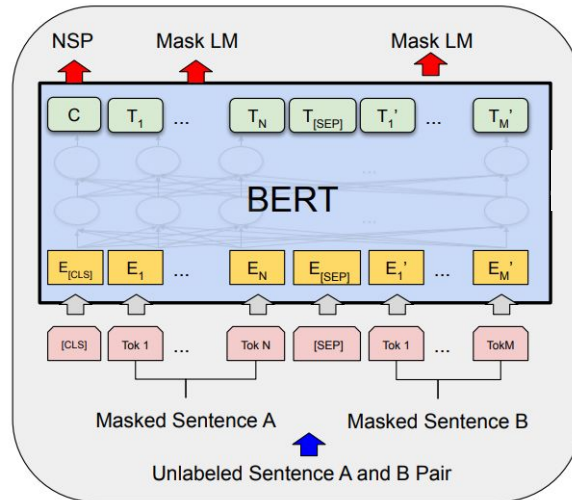 NSP Mask LM Mask LM
C T1 ... TN T[SEP] T1' ... TM'
...
BERT
...
E[CLS] E1 ... EN E[SEP] E1' ... EM'
[CLS] Tok 1 ... Tok N [SEP] Tok 1 ... TokM
Masked Sentence A Masked Sentence B
Unlabeled Sentence A and B Pair